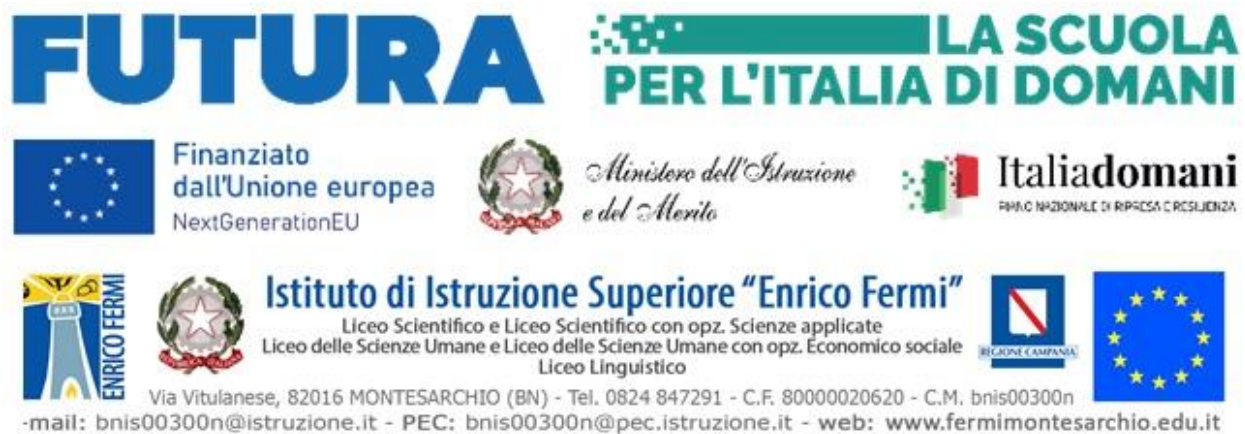 FUTURA
LA SCUOLA
PER L'ITALIA DI DOMANI
Finanziato
dall'Unione europea
NextGenerationEU
Ministero dell'Istruzione
e del Merito
Italiadomani
PIANO NAZIONALE DI RIPRESA E RESILIENZA
ENRICO FERMI
Istituto di Istruzione Superiore "Enrico Fermi"
Liceo Scientifico e Liceo Scientifico con opz. Scienze applicate
Liceo delle Scienze Umane e Liceo delle Scienze Umane con opz. Economico sociale
Liceo Linguistico
REGIONE CAMPANIA
Via Vitulanese, 82016 MONTESARCHIO (BN) - Tel. 0824 847291 - C.F. 80000020620 - C.M. bnis00300n
-mail: bnis00300n@istruzione.it - PEC: bnis00300n@pec.istruzione.it - web: www.fermimontesarchio.edu.it